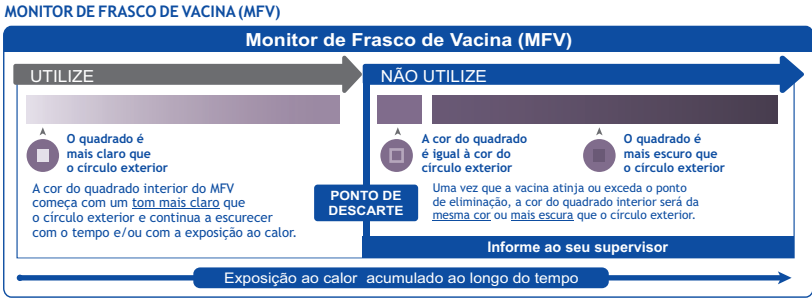 MONITOR DE FRASCO DE VACINA (MFV)
Monitor de Frasco de Vacina (MFV)
UTILIZE
O quadrado é
mais claro que
o círculo exterior
A cor do quadrado interior do MFV
começa com um tom mais claro que
o círculo exterior e continua a escurecer
com o tempo e/ou com a exposição ao calor.
NÃO UTILIZE
A cor do quadrado
é igual à cor do
círculo exterior
O quadrado é
mais escuro que
o círculo exterior
PONTO DE
DESCARTE
Uma vez que a vacina atinja ou exceda o ponto
de eliminação, a cor do quadrado interior será da
mesma cor ou mais escura que o círculo exterior.
Informe ao seu supervisor
Exposição ao calor acumulado ao longo do tempo